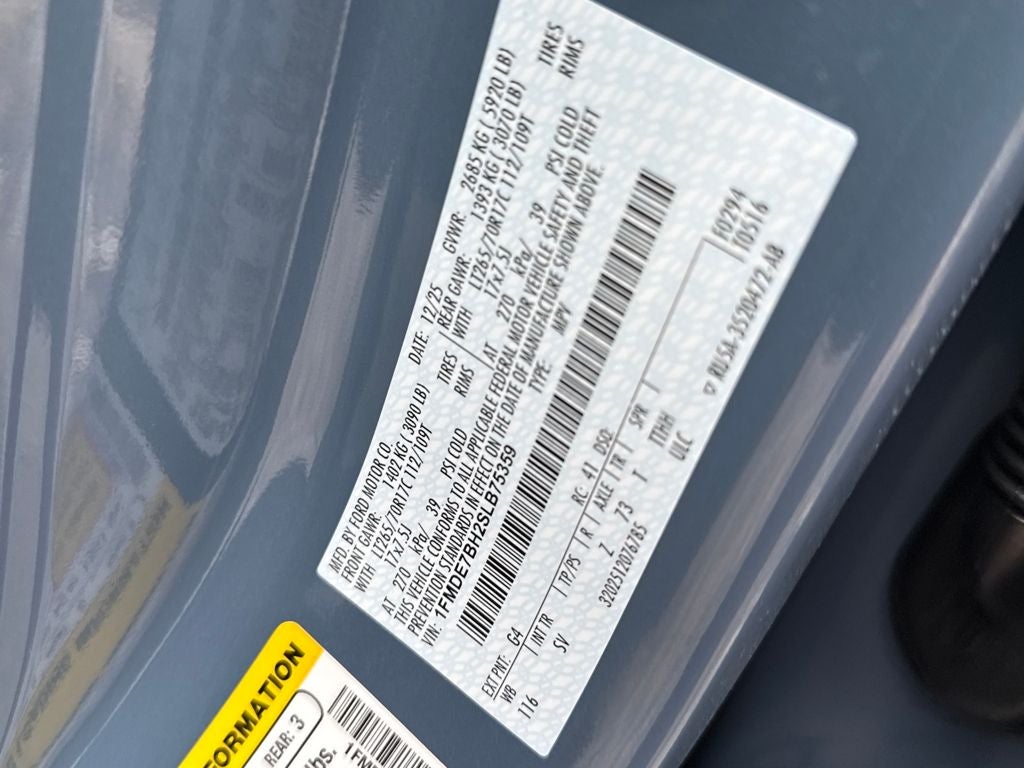 MFD. BY FORD MOTOR CO.
DATE: 12/25
GVWR: 2685 KG ( 5920 LB)
FRONT GAWR: 1402 KG ( 3090 LB)
REAR GAWR: 1393 KG ( 3070 LB)
WITH LT265/70R17C 112/109T TIRES
WITH LT265/70R17C 112/109T TIRES
17x7.5J RIMS
17x7.5J RIMS
AT 270 kPa/ 39 PSI COLD
AT 270 kPa/ 39 PSI COLD
THIS VEHICLE CONFORMS TO ALL APPLICABLE FEDERAL MOTOR VEHICLE SAFETY AND THEFT
PREVENTION STANDARDS IN EFFECT ON THE DATE OF MANUFACTURE SHOWN ABOVE.
VIN: 1FMDE7BH2SLB75359
TYPE MPV
EXT PNT: G4 RC: 41 DSO: F0294
WB INT TR TP/PS R AXLE TR SPR 10516
116 SV Z 73 T TTHH
3202512076785 ULC
▽ RU5A-3520472-AB
FORMATION
REAR: 3
lbs.